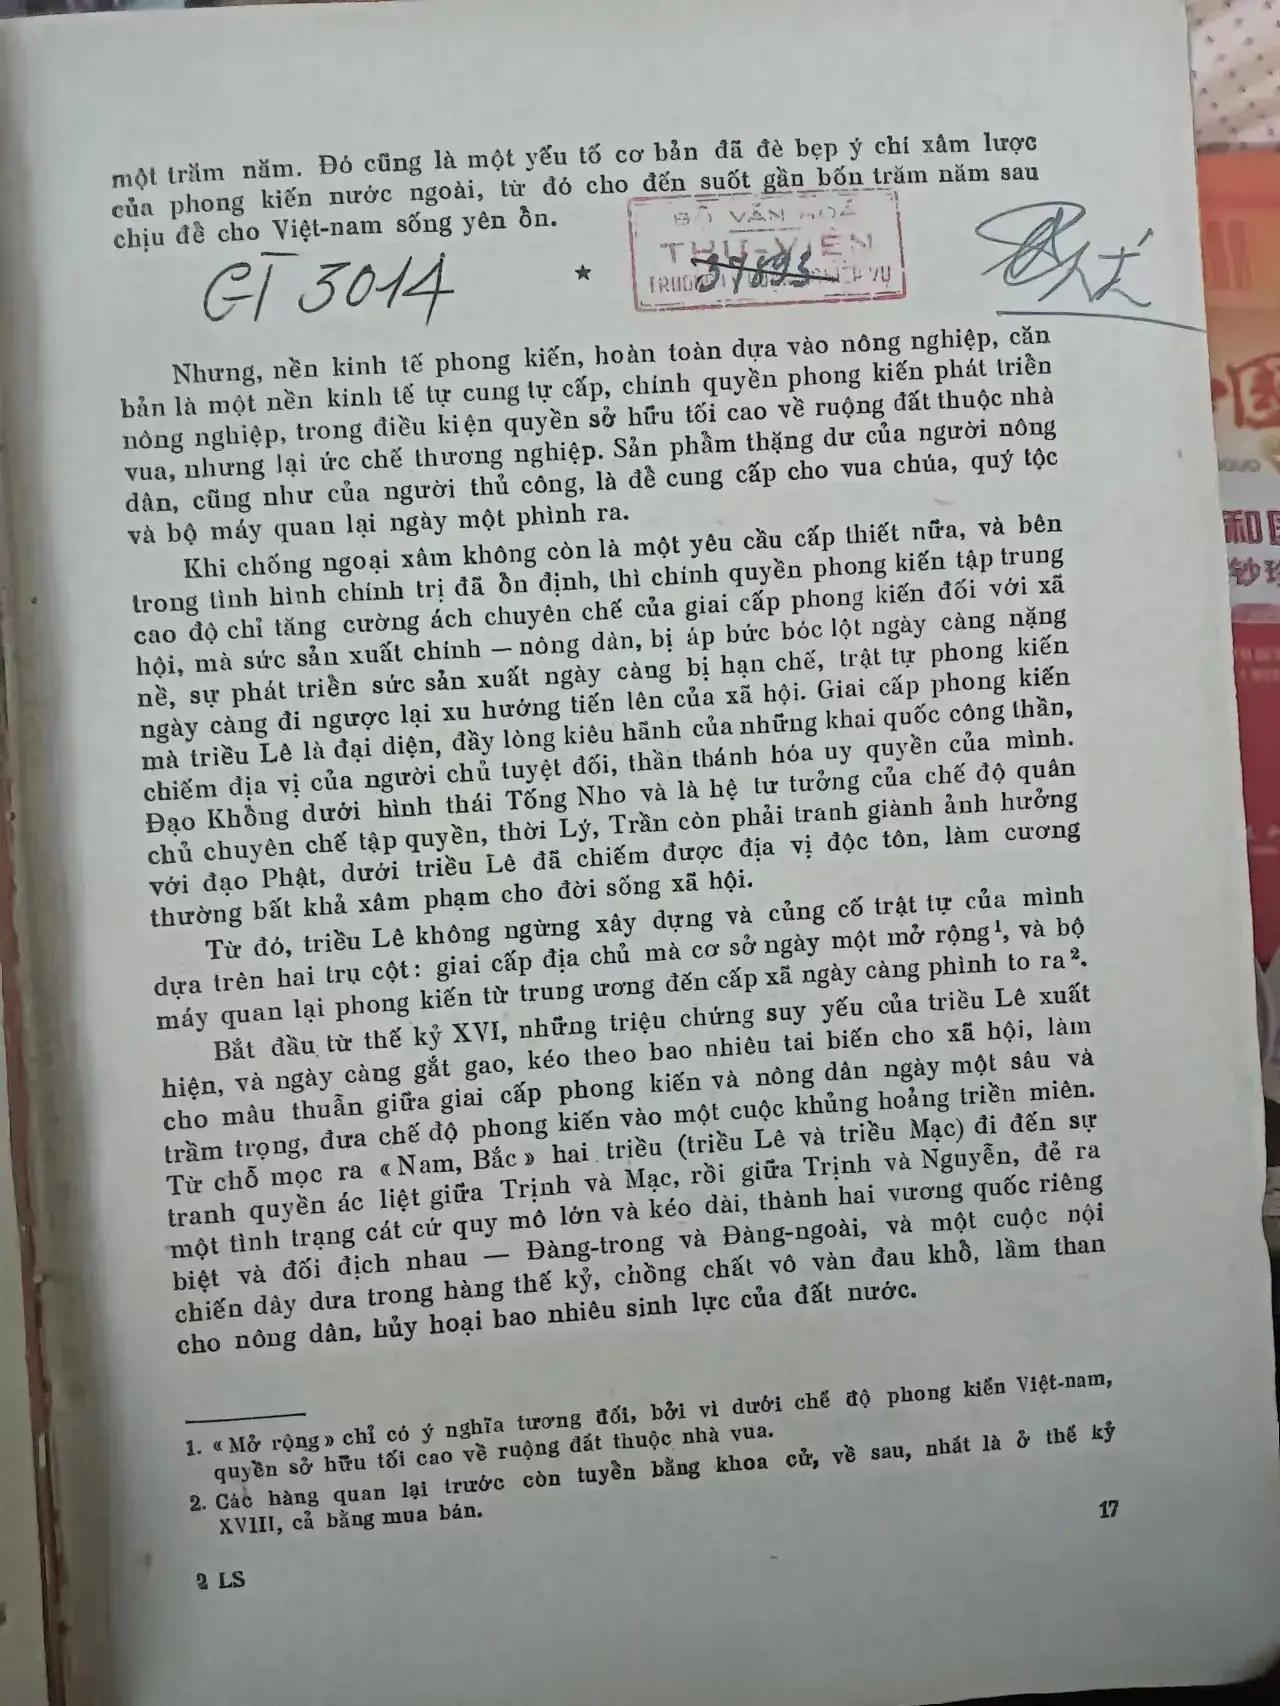 một trăm năm. Đó cũng là một yếu tố cơ bản đã đè bẹp ý chí xâm lược
của phong kiến nước ngoài, từ đó cho đến suốt gần bốn trăm năm sau
chịu để cho Việt-nam sống yên ổn.
BỘ VĂN HOÁ
THƯ-VIỆN
37893
GT 3014
★
Nhưng, nền kinh tế phong kiến, hoàn toàn dựa vào nông nghiệp, căn
bản là một nền kinh tế tự cung tự cấp, chính quyền phong kiến phát triển
nông nghiệp, trong điều kiện quyền sở hữu tối cao về ruộng đất thuộc nhà
vua, nhưng lại ức chế thương nghiệp. Sản phẩm thặng dư của người nông
dân, cũng như của người thủ công, là để cung cấp cho vua chúa, quý tộc
và bộ máy quan lại ngày một phình ra.
Khi chống ngoại xâm không còn là một yêu cầu cấp thiết nữa, và bên
trong tình hình chính trị đã ổn định, thì chính quyền phong kiến tập trung
cao độ chỉ tăng cường ách chuyên chế của giai cấp phong kiến đối với xã
hội, mà sức sản xuất chính — nông dàn, bị áp bức bóc lột ngày càng nặng
nề, sự phát triển sức sản xuất ngày càng bị hạn chế, trật tự phong kiến
ngày càng đi ngược lại xu hướng tiến lên của xã hội. Giai cấp phong kiến
mà triều Lê là đại diện, đầy lòng kiêu hãnh của những khai quốc công thần,
chiếm địa vị của người chủ tuyệt đối, thần thánh hóa uy quyền của mình.
Đạo Khổng dưới hình thái Tống Nho và là hệ tư tưởng của chế độ quân
chủ chuyên chế tập quyền, thời Lý, Trần còn phải tranh giành ảnh hưởng
với đạo Phật, dưới triều Lê đã chiếm được địa vị độc tôn, làm cương
thường bất khả xâm phạm cho đời sống xã hội.
Từ đó, triều Lê không ngừng xây dựng và củng cố trật tự của mình
dựa trên hai trụ cột: giai cấp địa chủ mà cơ sở ngày một mở rộng¹, và bộ
máy quan lại phong kiến từ trung ương đến cấp xã ngày càng phình to ra².
Bắt đầu từ thế kỷ XVI, những triệu chứng suy yếu của triều Lê xuất
hiện, và ngày càng gắt gao, kéo theo bao nhiêu tai biến cho xã hội, làm
cho mâu thuẫn giữa giai cấp phong kiến và nông dân ngày một sâu và
trầm trọng, đưa chế độ phong kiến vào một cuộc khủng hoảng triền miên.
Từ chỗ mọc ra «Nam, Bắc» hai triều (triều Lê và triều Mạc) đi đến sự
tranh quyền ác liệt giữa Trịnh và Mạc, rồi giữa Trịnh và Nguyễn, đẻ ra
một tình trạng cát cứ quy mô lớn và kéo dài, thành hai vương quốc riêng
biệt và đối địch nhau — Đàng-trong và Đàng-ngoài, và một cuộc nội
chiến dây dưa trong hàng thế kỷ, chồng chất vô vàn đau khổ, lầm than
cho nông dân, hủy hoại bao nhiêu sinh lực của đất nước.
1. «Mở rộng» chỉ có ý nghĩa tương đối, bởi vì dưới chế độ phong kiến Việt-nam,
quyền sở hữu tối cao về ruộng đất thuộc nhà vua.
2. Các hàng quan lại trước còn tuyển bằng khoa cử, về sau, nhất là ở thế kỷ
XVIII, cả bằng mua bán.
17
2 LS